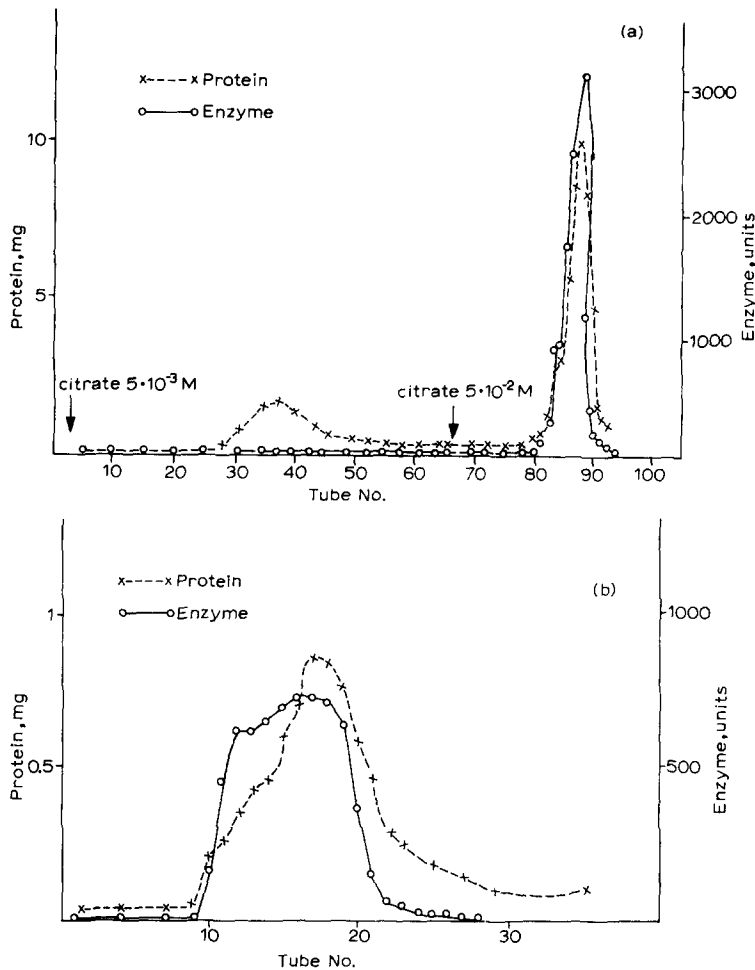 (a)
x----x Protein
o—o Enzyme
10
5
Protein, mg
3000
2000
1000
Enzyme, units
citrate 5•10⁻³ M
citrate 5•10⁻² M
10 20 30 40 50 60 70 80 90 100
Tube No.
(b)
x----x Protein
o—o Enzyme
1
0.5
Protein, mg
1000
500
Enzyme, units
10 20 30
Tube No.